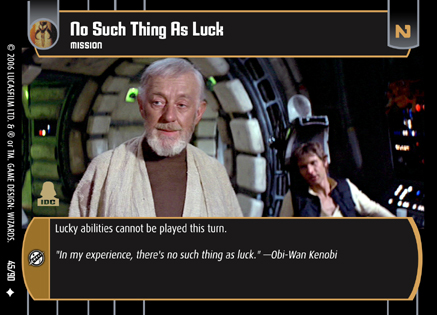 No Such Thing As Luck
MISSION
N
© 2006 LUCASFILM LTD. & ® or TM. GAME DESIGN: WIZARDS.
IDC
Lucky abilities cannot be played this turn.
"In my experience, there's no such thing as luck." —Obi-Wan Kenobi
45/90